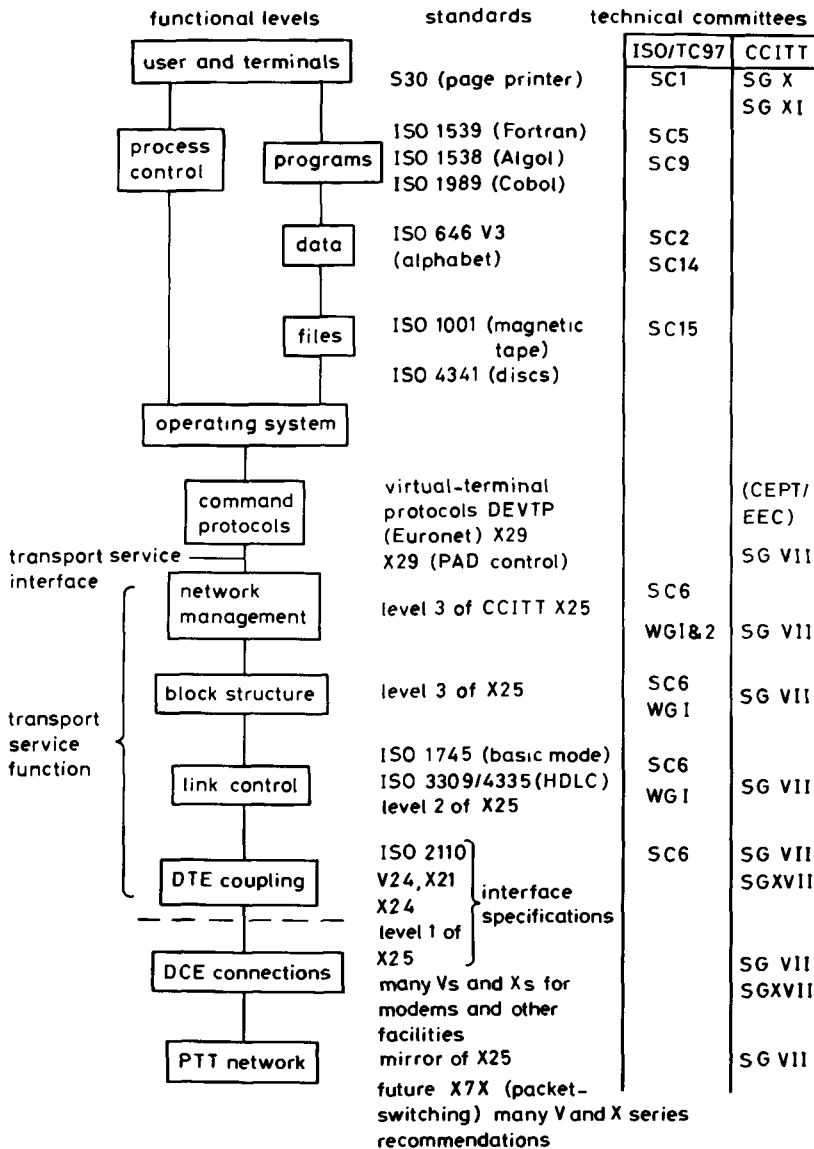 functional levels standards technical committees
ISO/TC97 CCITT
user and terminals
S30 (page printer) SC1 SG X
SG XI
process control
programs
ISO 1539 (Fortran) SC5
ISO 1538 (Algol) SC9
ISO 1989 (Cobol)
data
ISO 646 V3 SC2
(alphabet) SC14
files
ISO 1001 (magnetic SC15
tape)
ISO 4341 (discs)
operating system
command
protocols
virtual-terminal (CEPT/
protocols DEVTP EEC)
(Euronet) X29
X29 (PAD control) SG VII
transport service
interface
network
management
level 3 of CCITT X25
SC6
WGI&2 SG VII
block structure level 3 of X25 SC6 SG VII
WGI
transport
service
function
link control
ISO 1745 (basic mode) SC6
ISO 3309/4335(HDLC) WGI SG VII
level 2 of X25
DTE coupling
ISO 2110 SC6 SG VII
V24, X21 SGXVII
X24
level 1 of
X25
interface
specifications
DCE connections SG VII
SGXVII
many Vs and Xs for
modems and other
facilities
PTT network mirror of X25 SG VII
future X7X (packet-
switching) many V and X series
recommendations